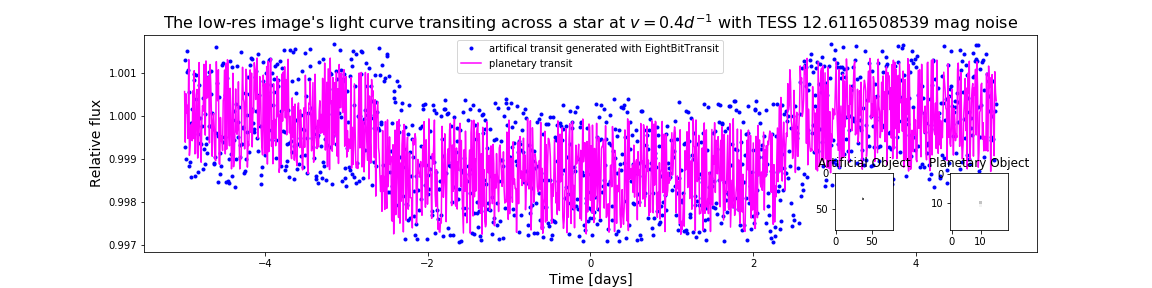 The low-res image's light curve transiting across a star at v = 0.4d⁻¹ with TESS 12.6116508539 mag noise
artifical transit generated with EightBitTransit
planetary transit
Relative flux
1.001
1.000
0.999
0.998
0.997
Artificial Object
0
50
0 50
Planetary Object
0
10
0 10
−4 −2 0 2 4
Time [days]